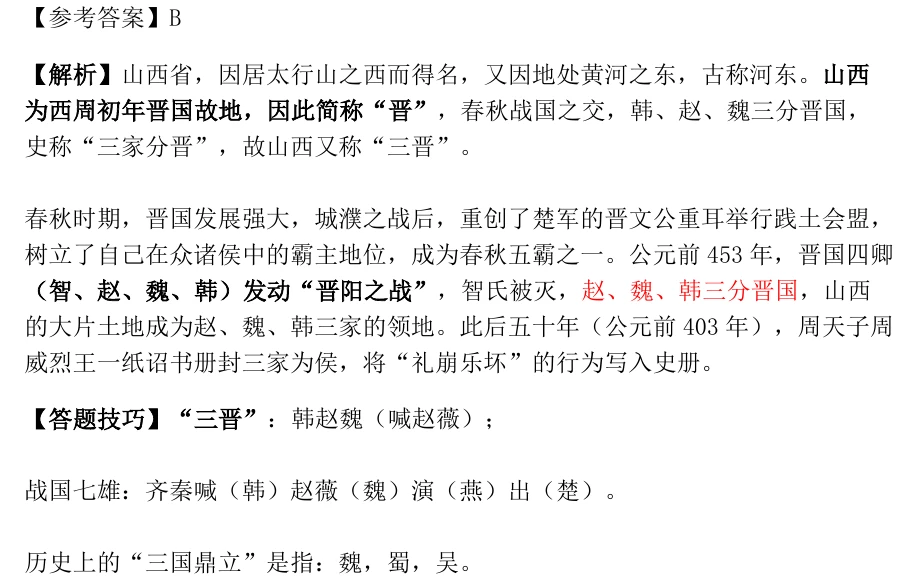 【参考答案】B
【解析】山西省，因居太行山之西而得名，又因地处黄河之东，古称河东。山西
为西周初年晋国故地，因此简称“晋”，春秋战国之交，韩、赵、魏三分晋国，
史称“三家分晋”，故山西又称“三晋”。
春秋时期，晋国发展强大，城濮之战后，重创了楚军的晋文公重耳举行践土会盟，
树立了自己在众诸侯中的霸主地位，成为春秋五霸之一。公元前 453 年，晋国四卿
（智、赵、魏、韩）发动“晋阳之战”，智氏被灭，赵、魏、韩三分晋国，山西
的大片土地成为赵、魏、韩三家的领地。此后五十年（公元前 403 年），周天子周
威烈王一纸诏书册封三家为侯，将“礼崩乐坏”的行为写入史册。
【答题技巧】“三晋”：韩赵魏（喊赵薇）；
战国七雄：齐秦喊（韩）赵薇（魏）演（燕）出（楚）。
历史上的“三国鼎立”是指：魏，蜀，吴。